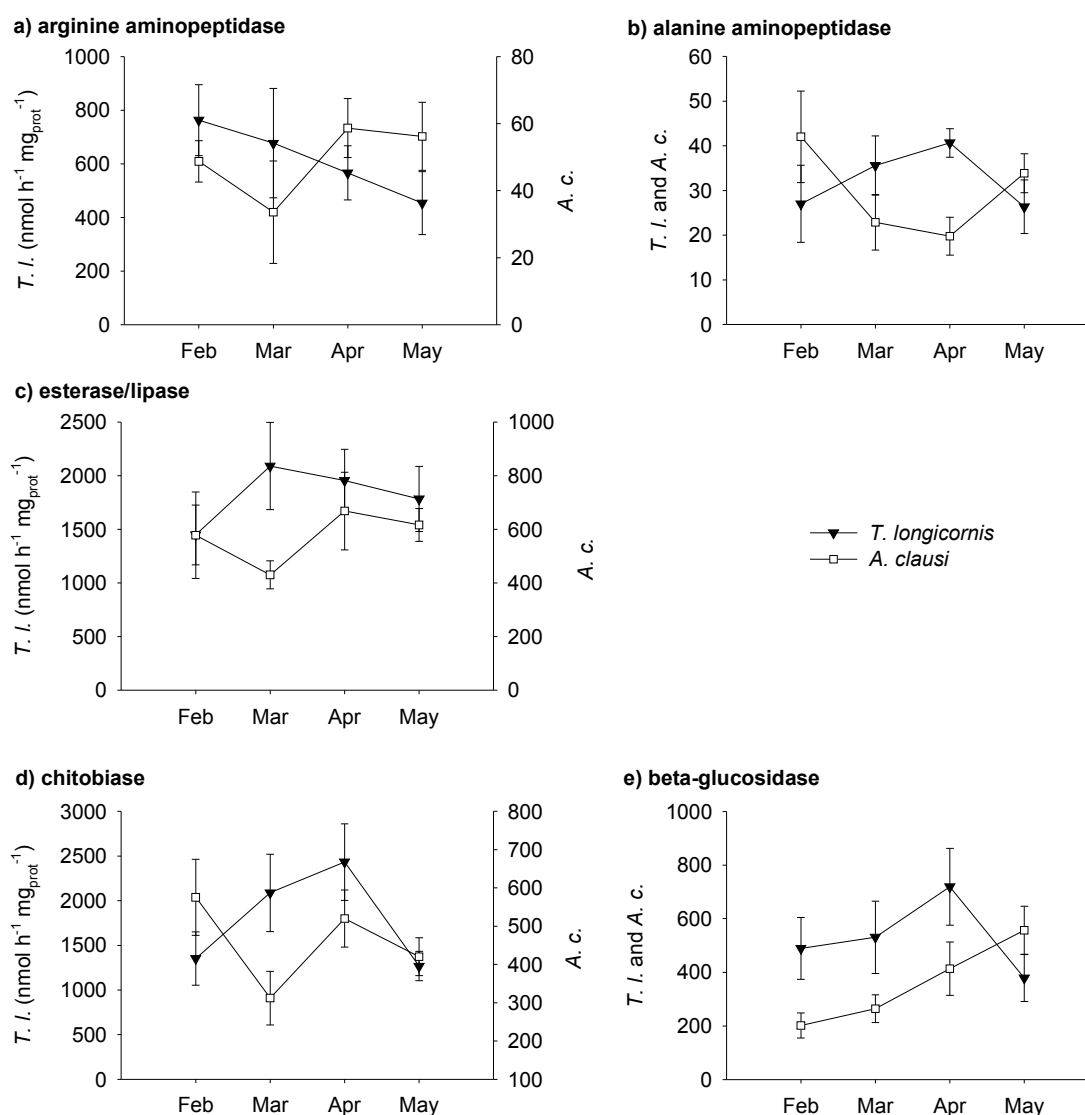 a) arginine aminopeptidase
1000
800
600
400
200
0
T. l. (nmol h⁻¹ mg_prot⁻¹)
80
60
40
20
0
A. c.
Feb Mar Apr May
b) alanine aminopeptidase
60
50
40
30
20
10
0
T. l. and A. c.
Feb Mar Apr May
c) esterase/lipase
2500
2000
1500
1000
500
0
T. l. (nmol h⁻¹ mg_prot⁻¹)
1000
800
600
400
200
0
A. c.
Feb Mar Apr May
T. longicornis
A. clausi
d) chitobiase
3000
2500
2000
1500
1000
500
0
T. l. (nmol h⁻¹ mg_prot⁻¹)
800
700
600
500
400
300
200
100
A. c.
Feb Mar Apr May
e) beta-glucosidase
1000
800
600
400
200
0
T. l. and A. c.
Feb Mar Apr May